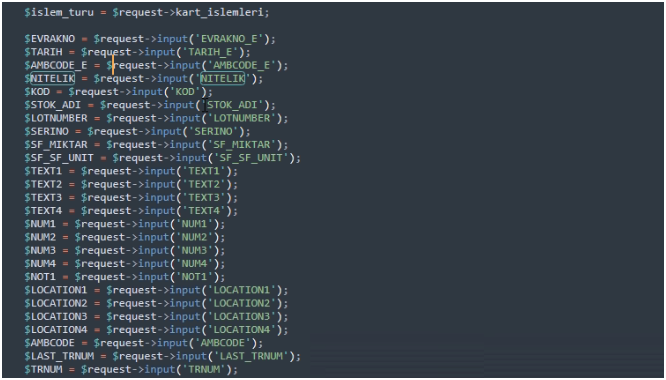 $islem_turu = $request->kart_islemleri;
$EVRAKNO = $request->input('EVRAKNO_E');
$TARIH = $request->input('TARIH_E');
$AMBCODE_E = $request->input('AMBCODE_E');
$NITELIK = $request->input('NITELIK');
$KOD = $request->input('KOD');
$STOK_ADI = $request->input('STOK_ADI');
$LOTNUMBER = $request->input('LOTNUMBER');
$SERINO = $request->input('SERINO');
$SF_MIKTAR = $request->input('SF_MIKTAR');
$SF_SF_UNIT = $request->input('SF_SF_UNIT');
$TEXT1 = $request->input('TEXT1');
$TEXT2 = $request->input('TEXT2');
$TEXT3 = $request->input('TEXT3');
$TEXT4 = $request->input('TEXT4');
$NUM1 = $request->input('NUM1');
$NUM2 = $request->input('NUM2');
$NUM3 = $request->input('NUM3');
$NUM4 = $request->input('NUM4');
$NOT1 = $request->input('NOT1');
$LOCATION1 = $request->input('LOCATION1');
$LOCATION2 = $request->input('LOCATION2');
$LOCATION3 = $request->input('LOCATION3');
$LOCATION4 = $request->input('LOCATION4');
$AMBCODE = $request->input('AMBCODE');
$LAST_TRNUM = $request->input('LAST_TRNUM');
$TRNUM = $request->input('TRNUM');